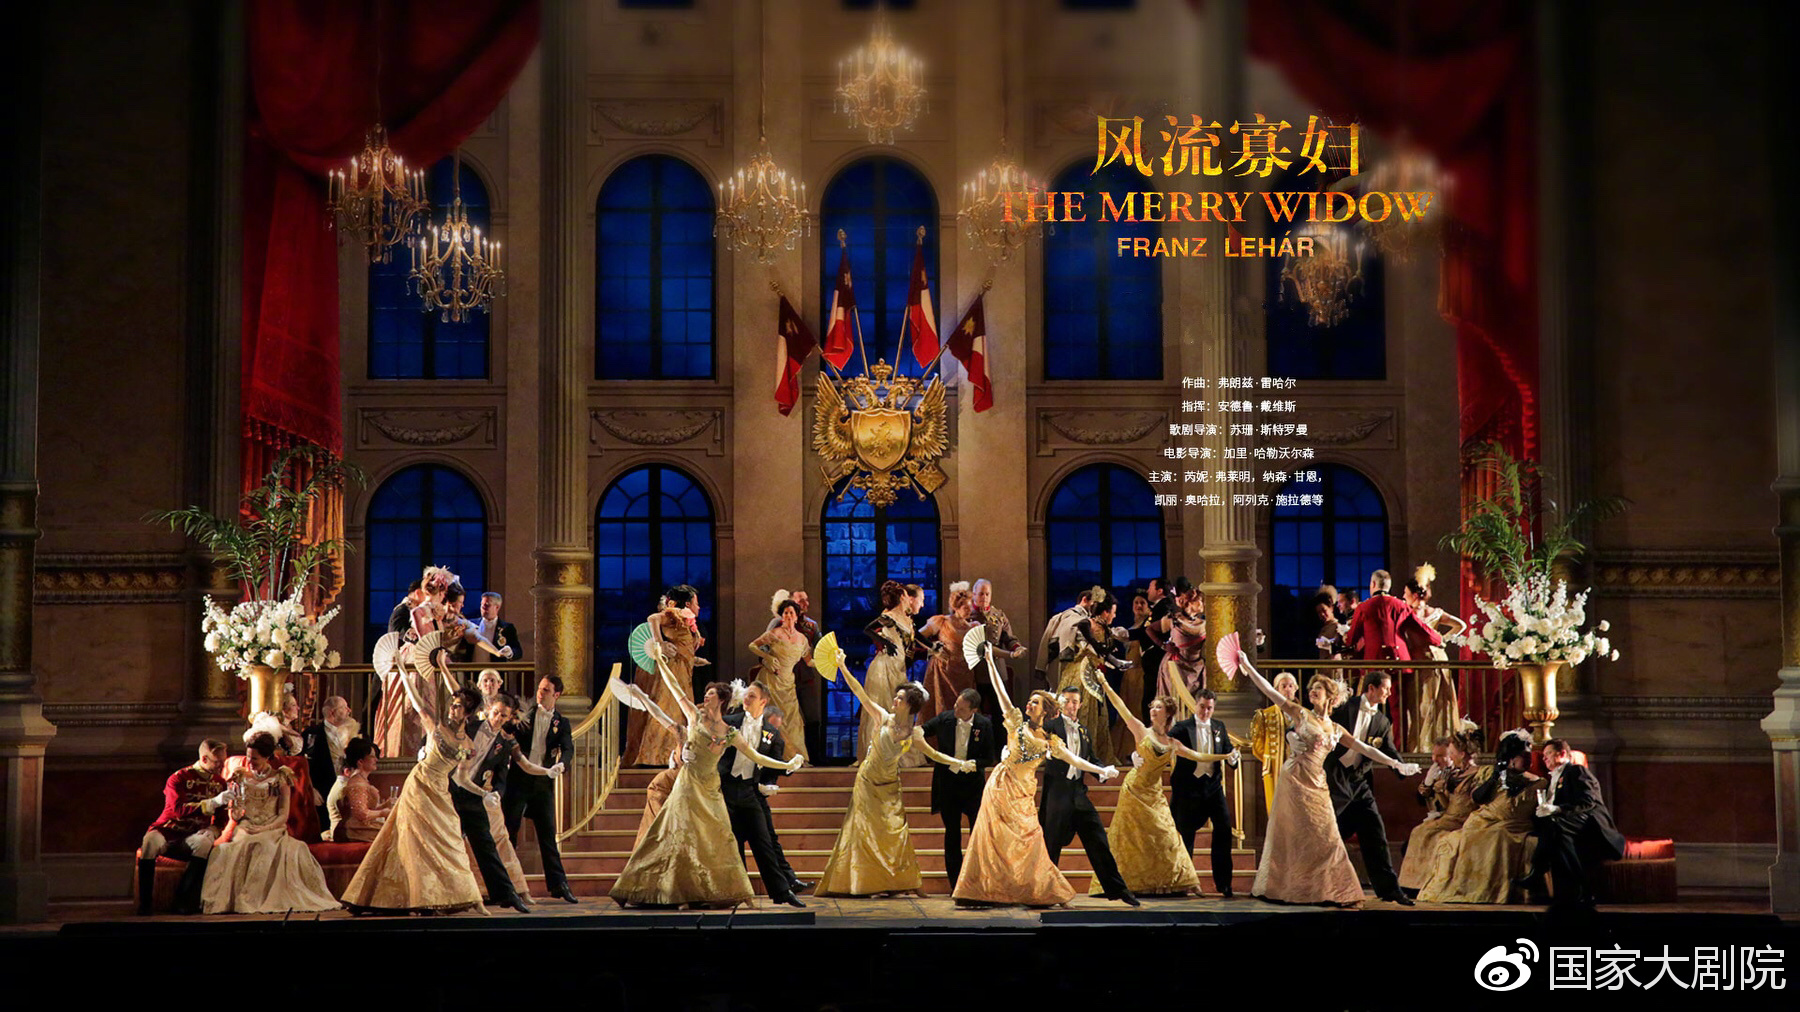 风流寡妇
THE MERRY WIDOW
FRANZ LEHÁR
作曲：弗朗兹·雷哈尔
指挥：安德鲁·戴维斯
歌剧导演：苏珊·斯特罗曼
电影导演：加里·哈勒沃尔森
主演：芮妮·弗莱明，纳森·甘恩，
凯丽·奥哈拉，阿列克·施拉德等
国家大剧院